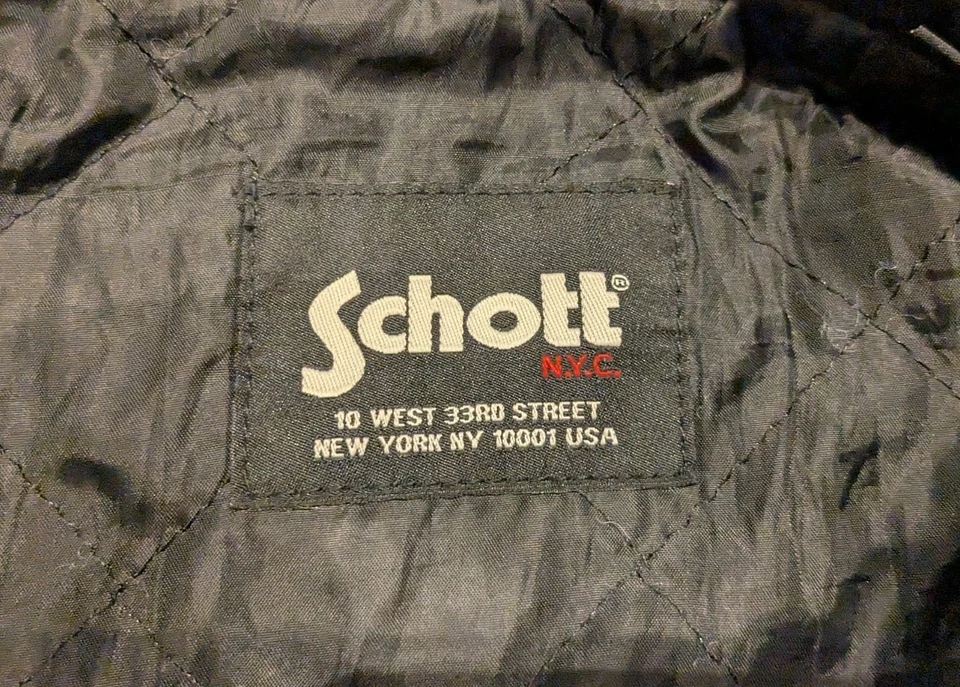 Schott®
N.Y.C.
10 WEST 33RD STREET
NEW YORK NY 10001 USA